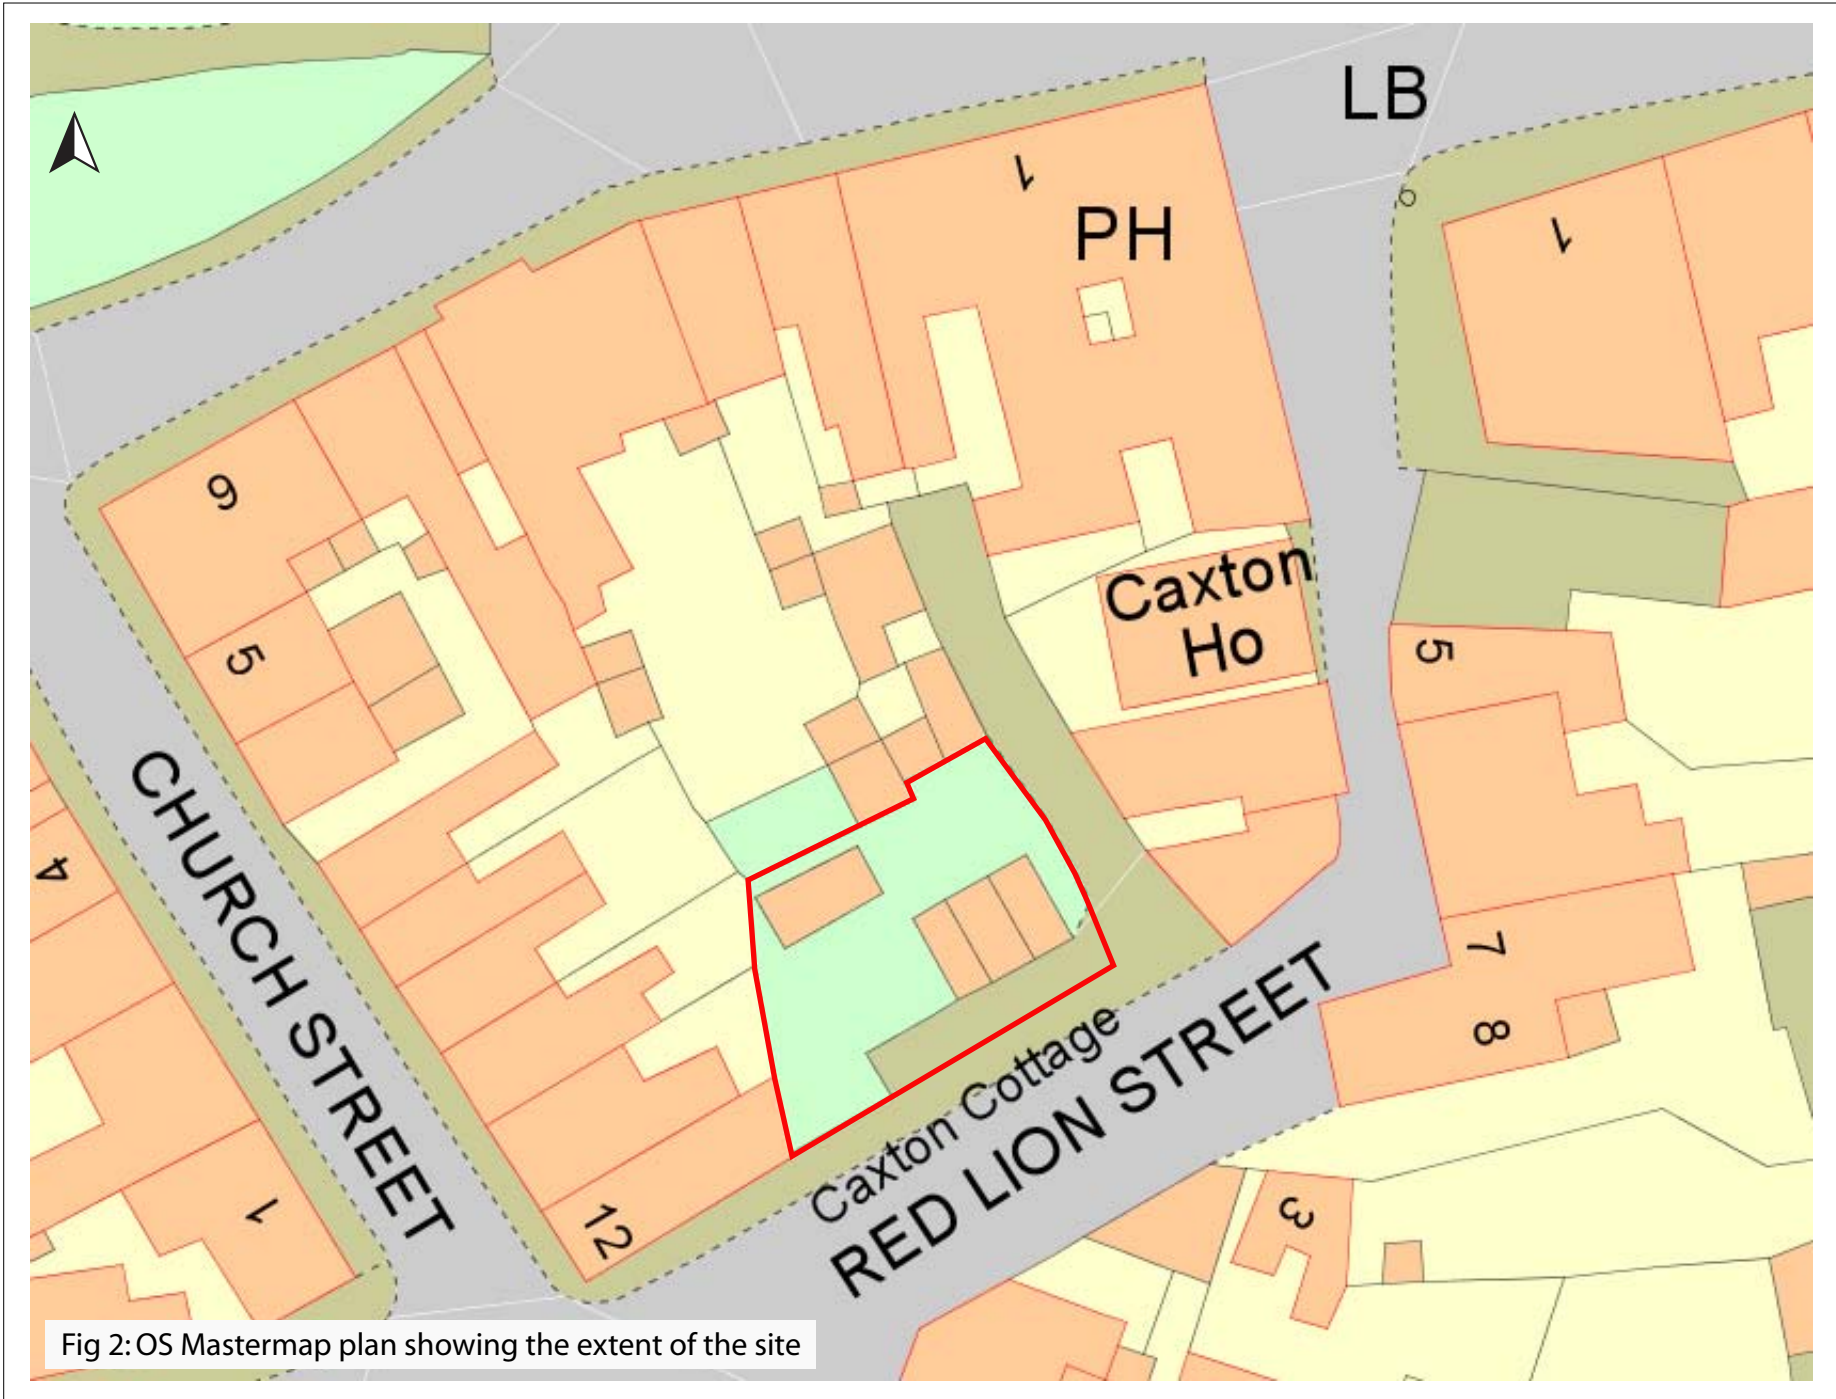 LB
1
PH
1
9
Caxton
Ho
5
5
CHURCH STREET
4
7
8
Caxton Cottage
RED LION STREET
1
12
3
Fig 2: OS Mastermap plan showing the extent of the site